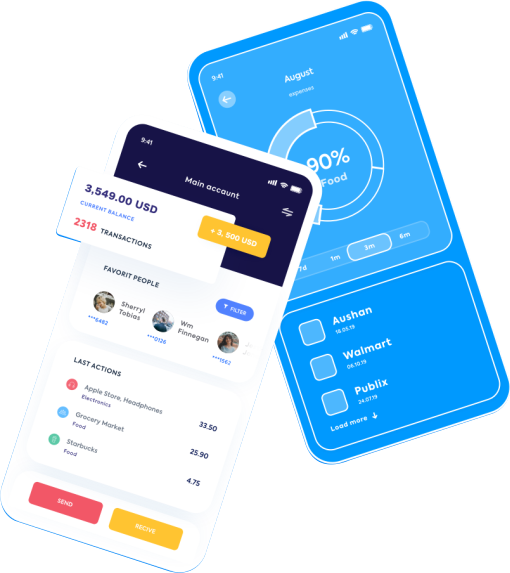 9:41
August
expenses
90%
Food
7d 1m 3m 6m
Aushan
18.05.19
Walmart
06.10.19
Publix
24.07.19
Load more
9:41
Main accaunt
3,549.00 USD
CURRENT BALANCE
2318 TRANSACTIONS
+ 3, 500 USD
FAVORIT PEOPLE
FILTER
Sherryl
Tobias
***6482
Wm
Finnegan
***0126
***1562
LAST ACTIONS
Apple Store, Headphones
Electronics
33.50
Grocery Market
Food
25.90
Starbucks
Food
4.75
SEND
RECIVE